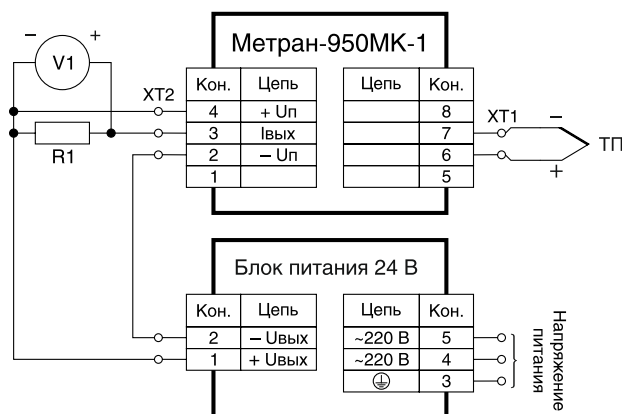 Метран-950МК-1
− V1 +
XT2
Кон. Цепь
4 + Uп
3 Iвых
2 − Uп
1
R1
Цепь Кон.
8
7
6
5
XT1
−
+
ТП
Блок питания 24 В
Кон. Цепь
2 − Uвых
1 + Uвых
Цепь Кон.
~220 В 5
~220 В 4
3
Напряжение
питания